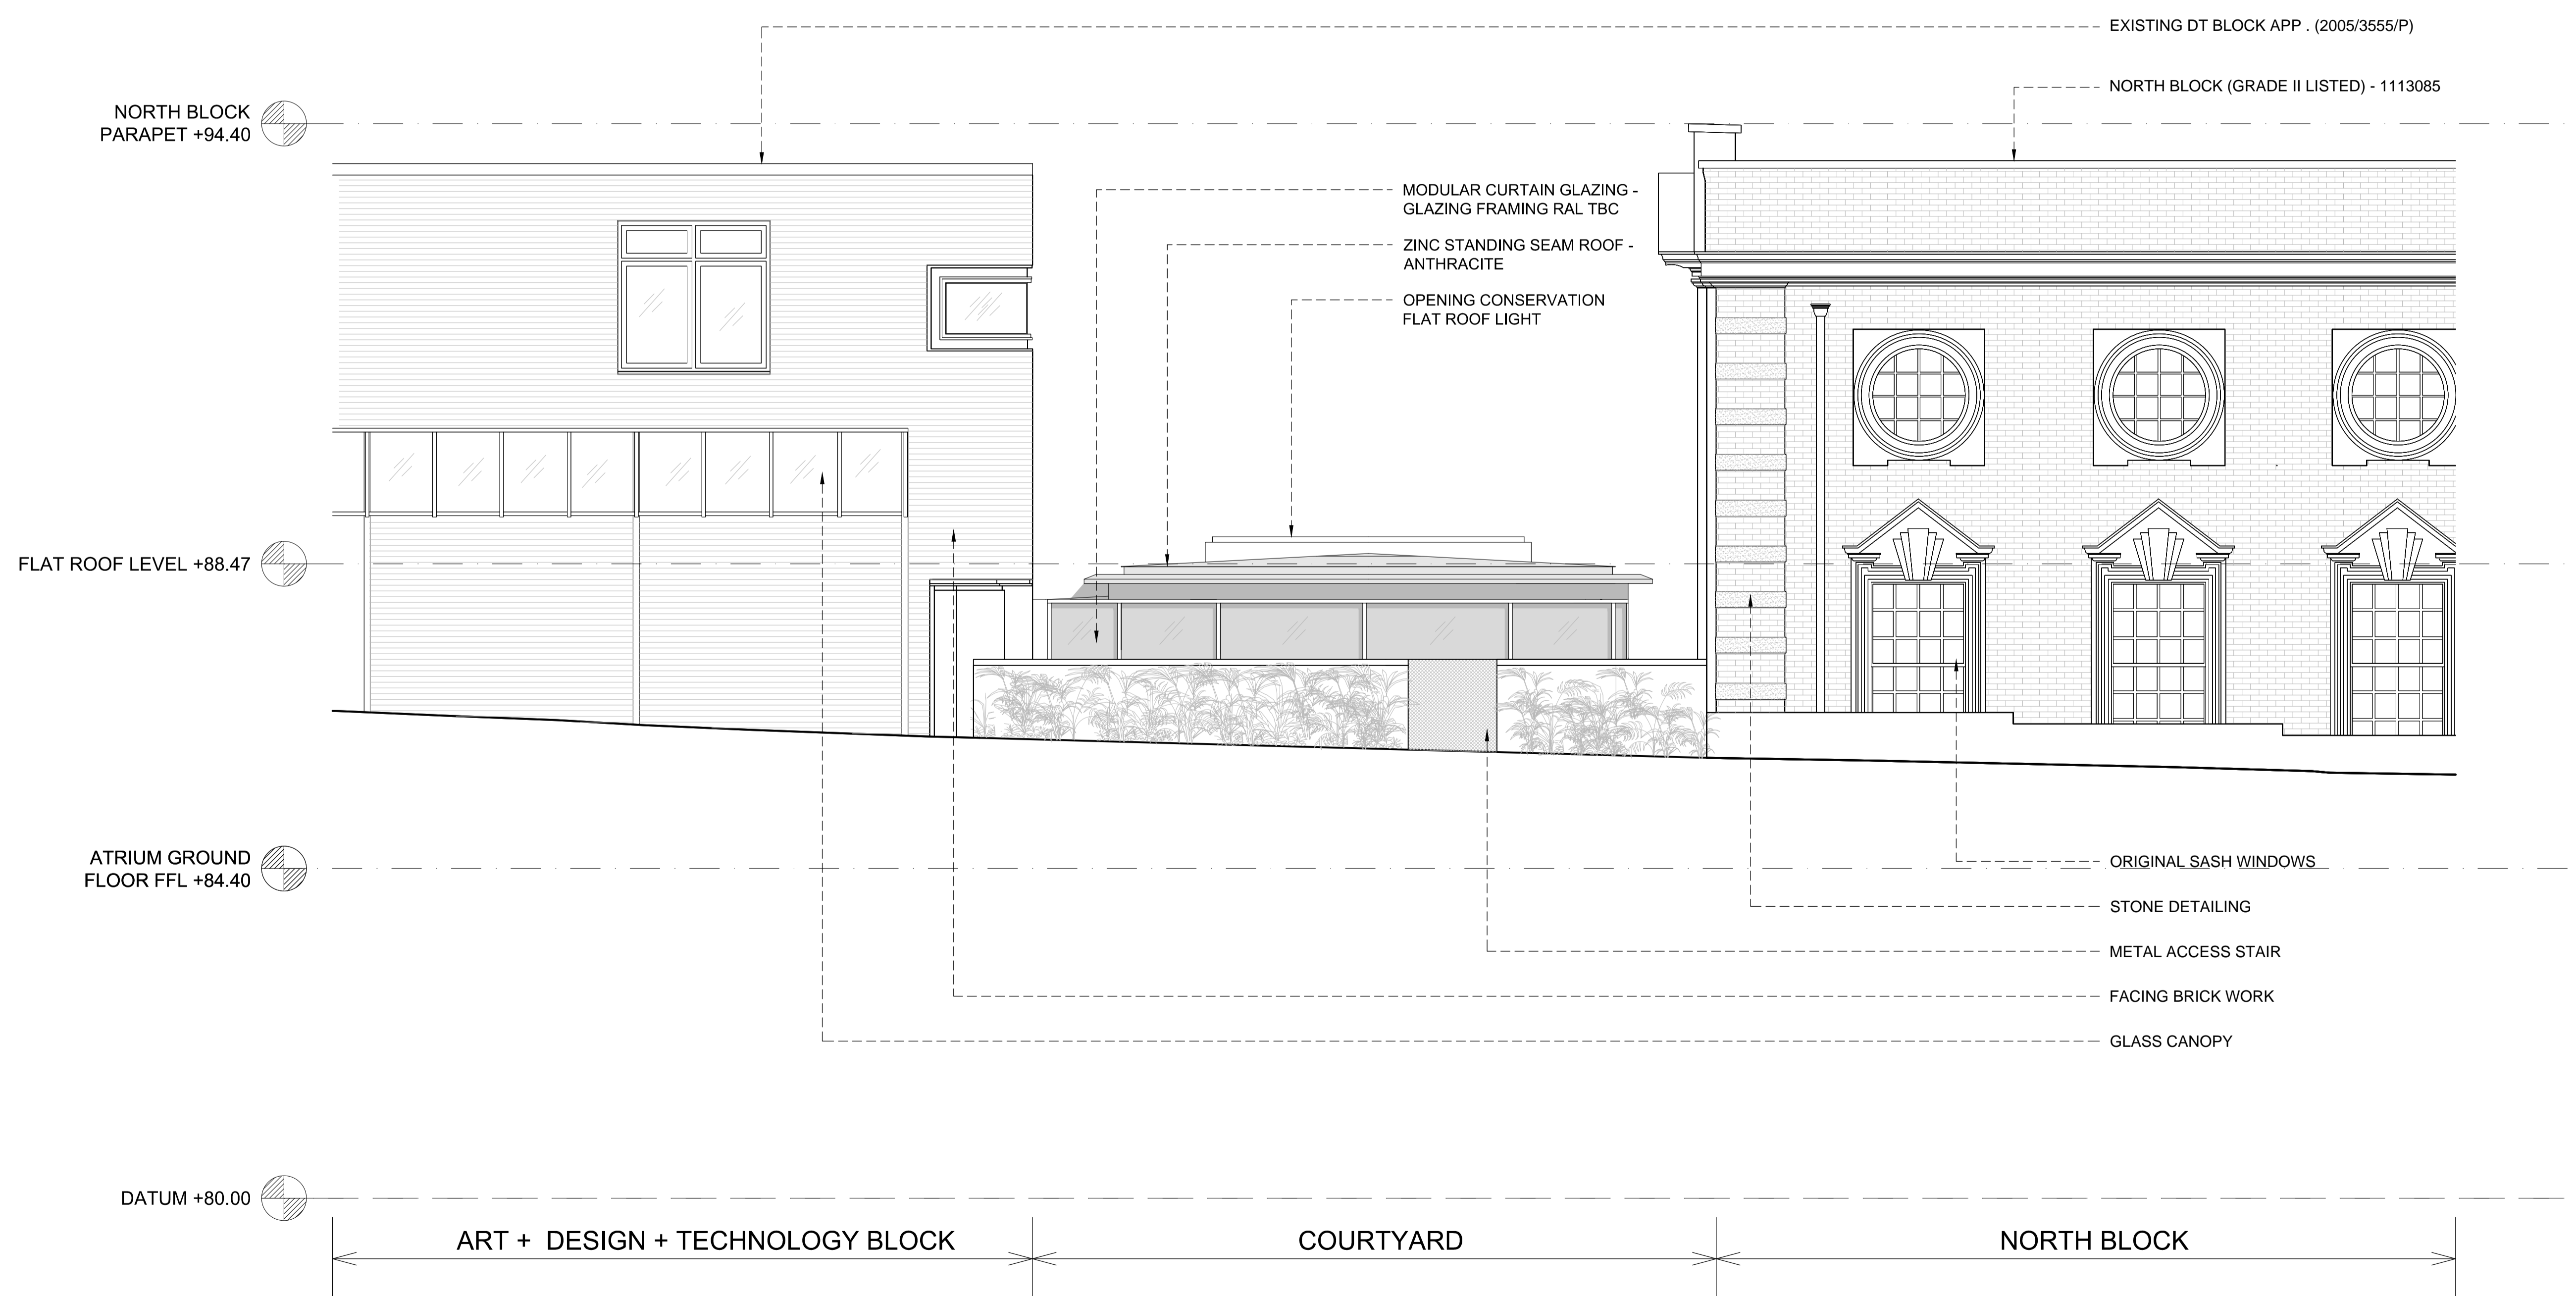 EXISTING DT BLOCK APP . (2005/3555/P)
NORTH BLOCK (GRADE II LISTED) - 1113085
NORTH BLOCK
PARAPET +94.40
MODULAR CURTAIN GLAZING -
GLAZING FRAMING RAL TBC
ZINC STANDING SEAM ROOF -
ANTHRACITE
OPENING CONSERVATION
FLAT ROOF LIGHT
FLAT ROOF LEVEL +88.47
ATRIUM GROUND
FLOOR FFL +84.40
ORIGINAL SASH WINDOWS
STONE DETAILING
METAL ACCESS STAIR
FACING BRICK WORK
GLASS CANOPY
DATUM +80.00
ART + DESIGN + TECHNOLOGY BLOCK
COURTYARD
NORTH BLOCK